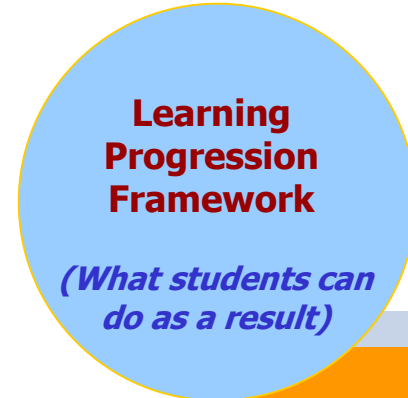 Learning
Progression
Framework
(What students can
do as a result)